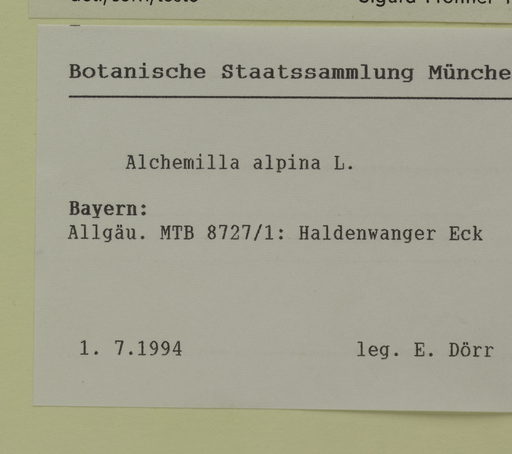 Botanische Staatssammlung Münche
Alchemilla alpina L.
Bayern:
Allgäu. MTB 8727/1: Haldenwanger Eck
1. 7.1994 leg. E. Dörr